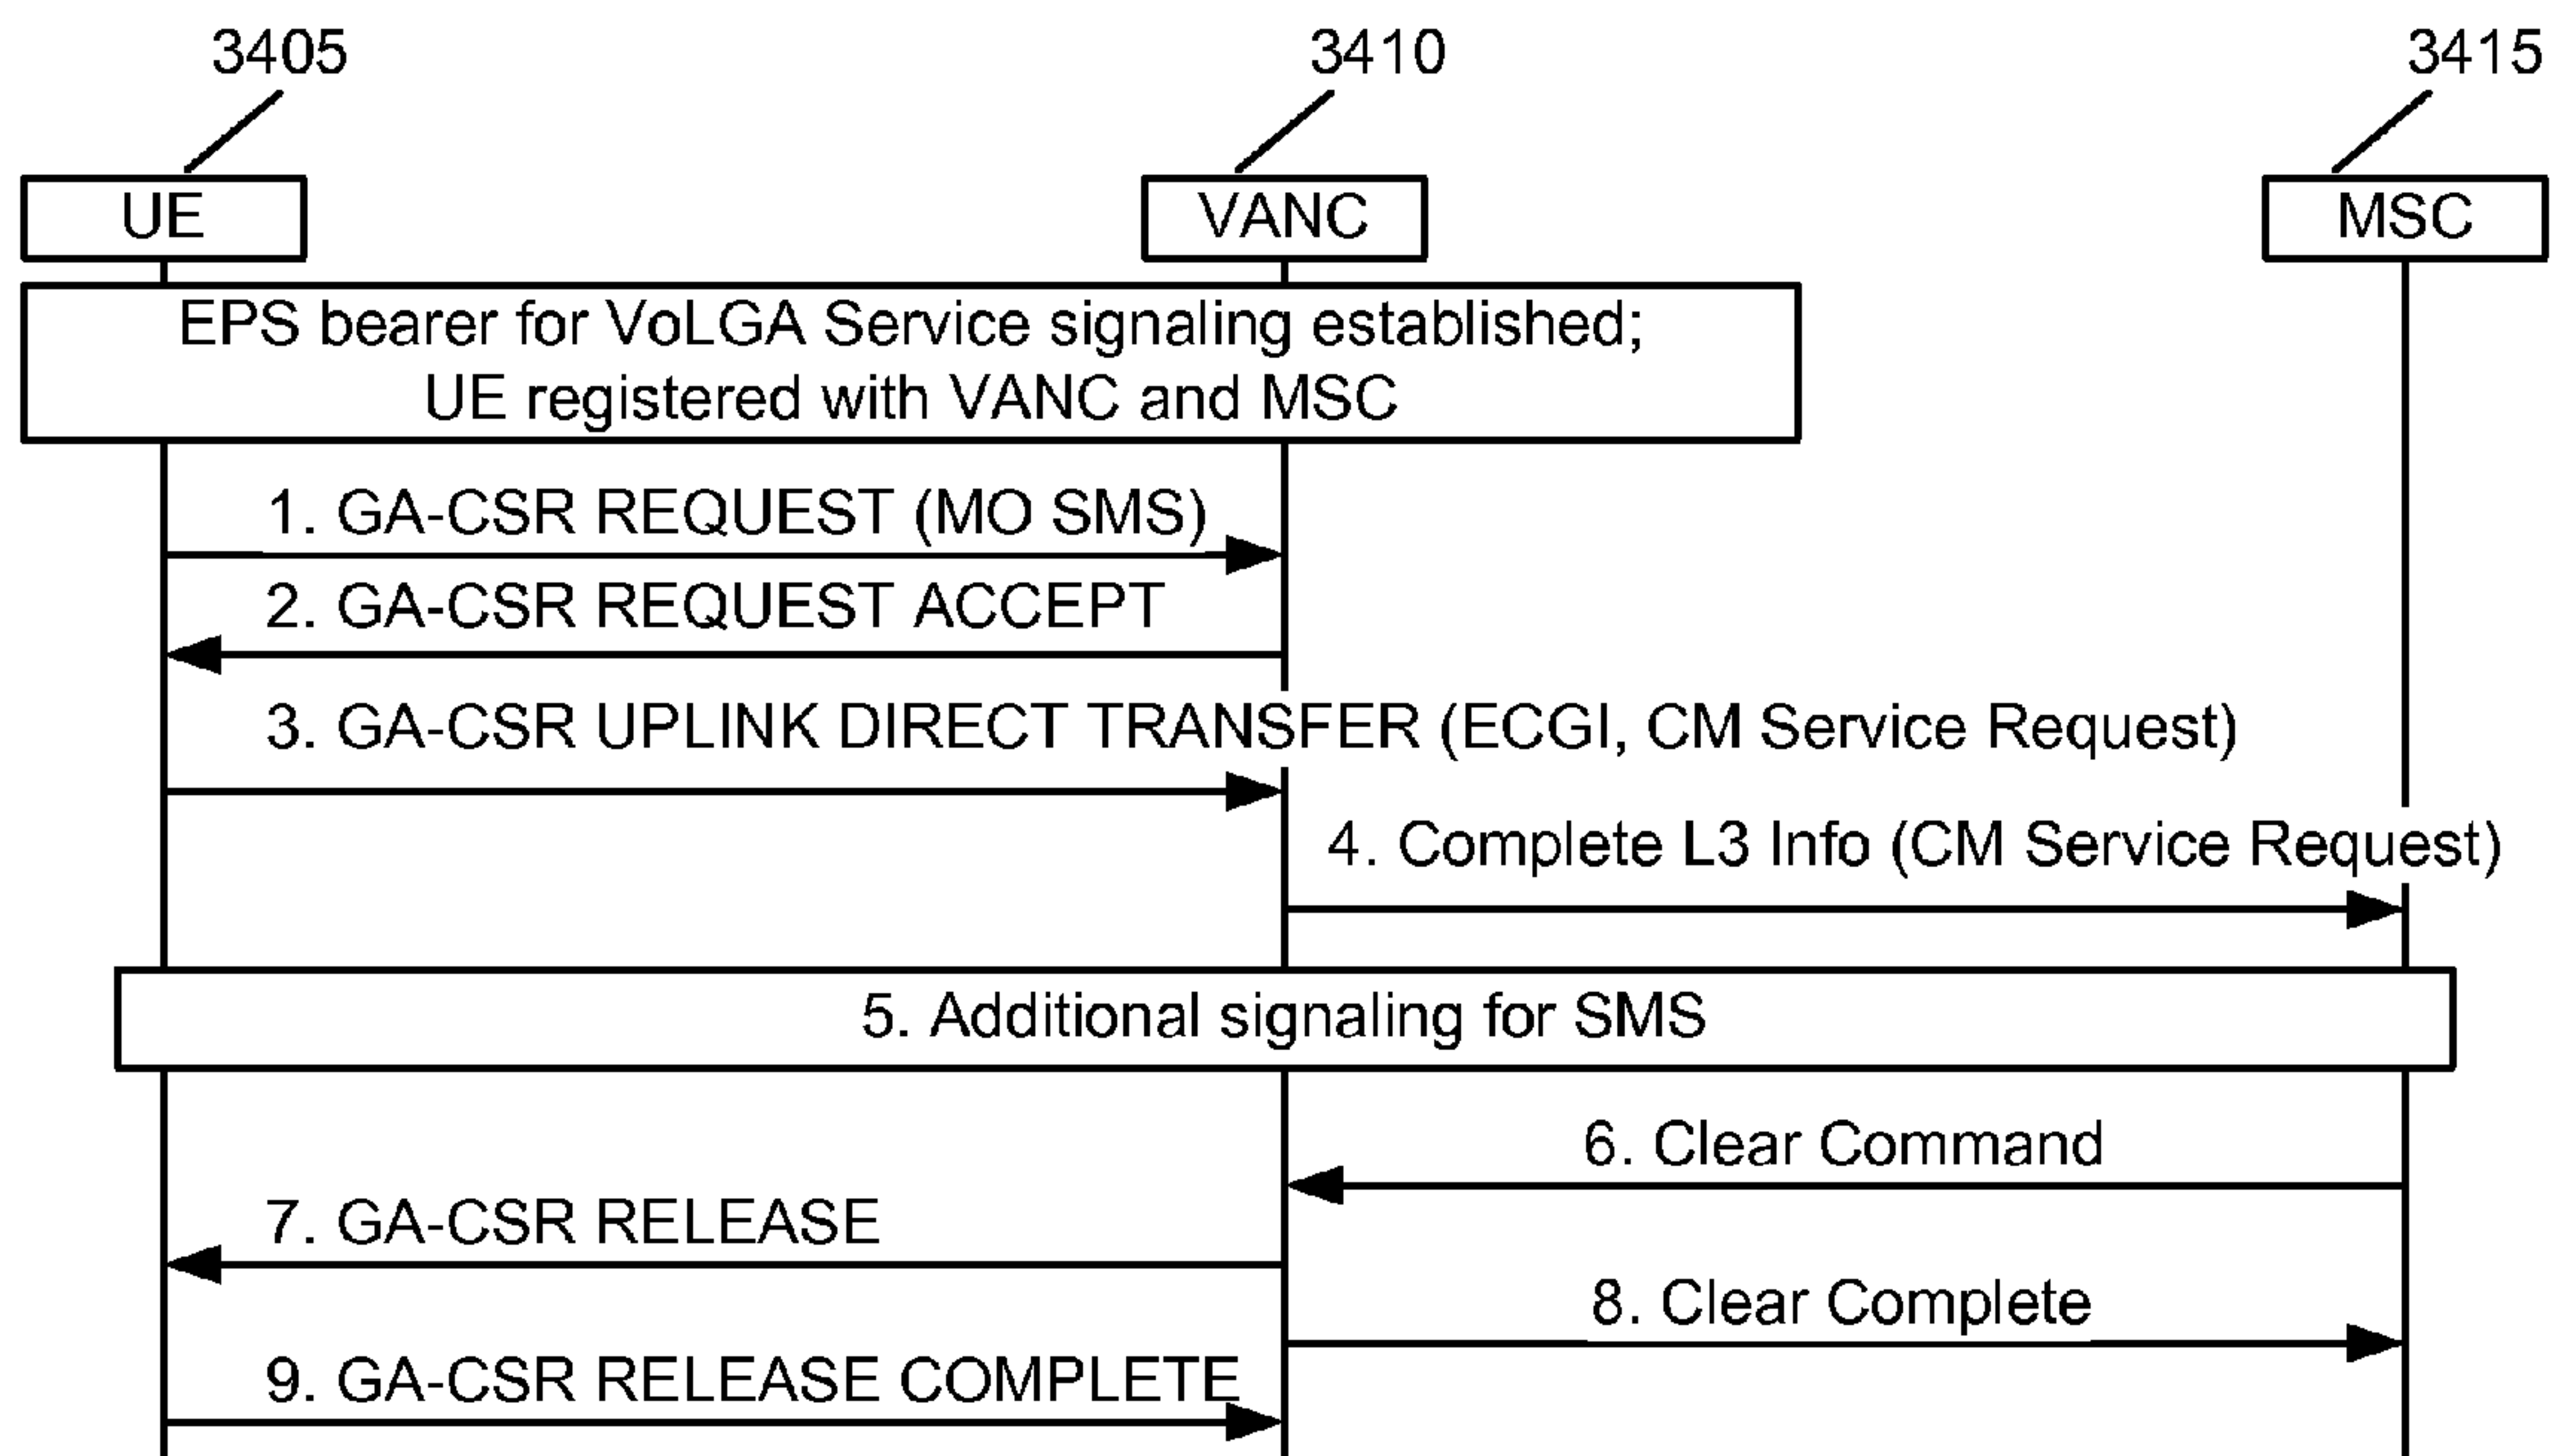 3405
3410
3415
UE
VANC
MSC
EPS bearer for VoLGA Service signaling established;
UE registered with VANC and MSC
1. GA-CSR REQUEST (MO SMS)
2. GA-CSR REQUEST ACCEPT
3. GA-CSR UPLINK DIRECT TRANSFER (ECGI, CM Service Request)
4. Complete L3 Info (CM Service Request)
5. Additional signaling for SMS
6. Clear Command
7. GA-CSR RELEASE
8. Clear Complete
9. GA-CSR RELEASE COMPLETE